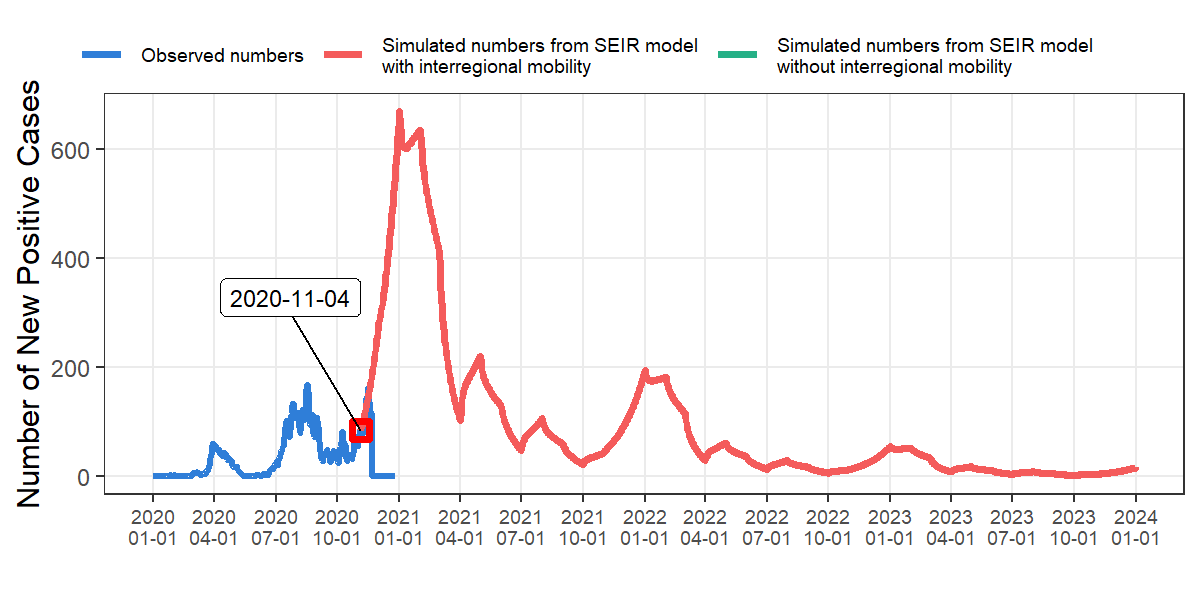 Observed numbers
Simulated numbers from SEIR model
with interregional mobility
Simulated numbers from SEIR model
without interregional mobility
Number of New Positive Cases
600
400
200
0
2020-11-04
2020 2020 2020 2020 2021 2021 2021 2021 2022 2022 2022 2022 2023 2023 2023 2023 2024
01-01 04-01 07-01 10-01 01-01 04-01 07-01 10-01 01-01 04-01 07-01 10-01 01-01 04-01 07-01 10-01 01-01